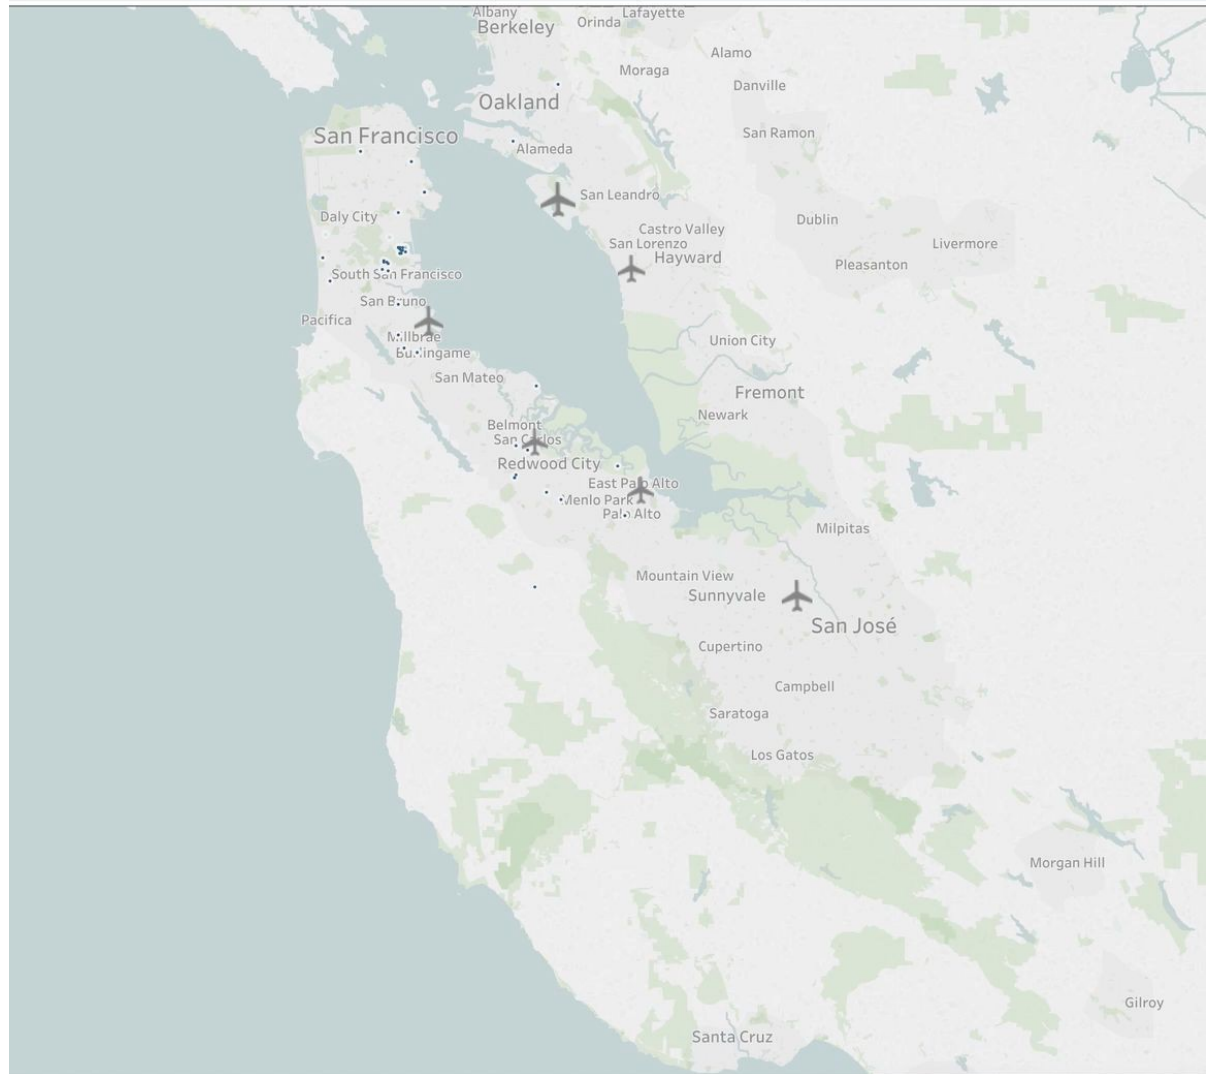 Albany
Lafayette
Orinda
Berkeley
Alamo
Moraga
Danville
Oakland
San Francisco
San Ramon
Alameda
San Leandro
Daly City
Dublin
Castro Valley
San Lorenzo
Livermore
Hayward
Pleasanton
South San Francisco
San Bruno
Pacifica
Millbrae
Burlingame
Union City
San Mateo
Fremont
Newark
Belmont
San Carlos
Redwood City
East Palo Alto
Menlo Park
Palo Alto
Milpitas
Mountain View
Sunnyvale
San José
Cupertino
Campbell
Saratoga
Los Gatos
Morgan Hill
Gilroy
Santa Cruz